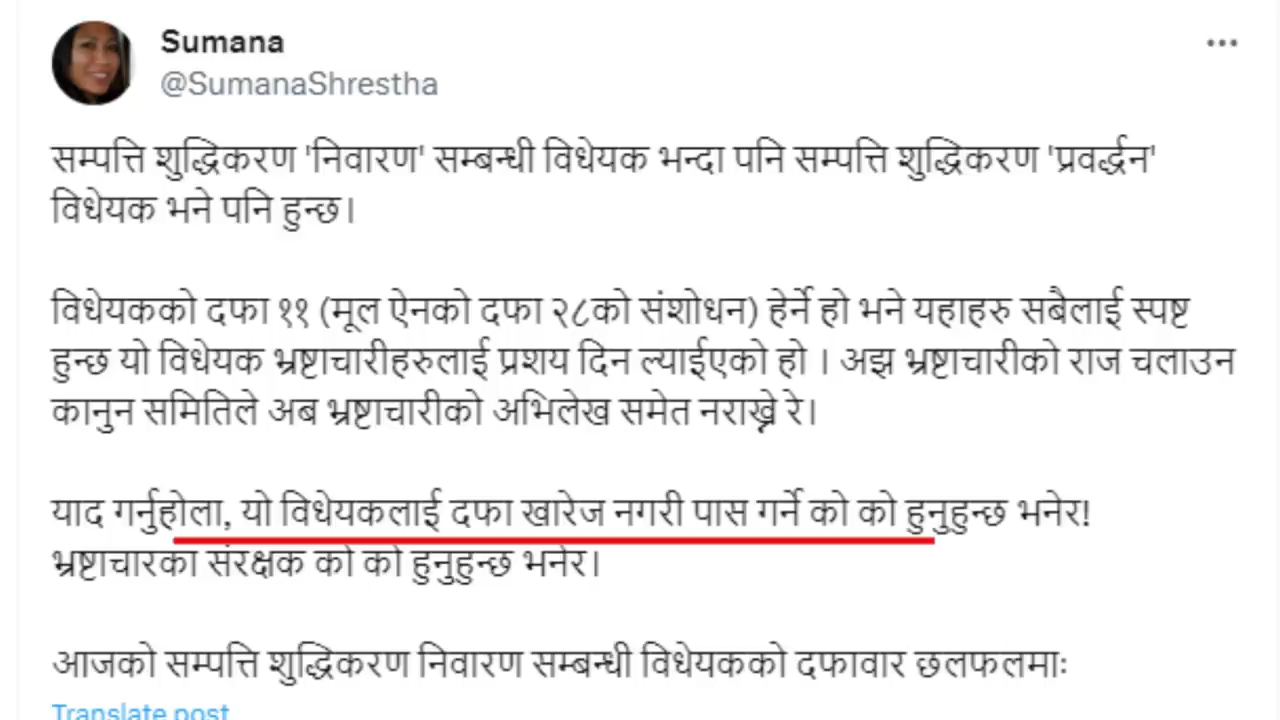 Sumana
@SumanaShrestha
सम्पत्ति शुद्धिकरण 'निवारण' सम्बन्धी विधेयक भन्दा पनि सम्पत्ति शुद्धिकरण 'प्रवर्द्धन'
विधेयक भने पनि हुन्छ।
विधेयकको दफा ११ (मूल ऐनको दफा २८को संशोधन) हेर्ने हो भने यहाहरु सबैलाई स्पष्ट
हुन्छ यो विधेयक भ्रष्टाचारीहरुलाई प्रशय दिन ल्याईएको हो । अझ भ्रष्टाचारीको राज चलाउन
कानुन समितिले अब भ्रष्टाचारीको अभिलेख समेत नराख्ने रे।
याद गर्नुहोला, यो विधेयकलाई दफा खारेज नगरी पास गर्ने को को हुनुहुन्छ भनेर!
भ्रष्टाचारका संरक्षक को को हुनुहुन्छ भनेर।
आजको सम्पत्ति शुद्धिकरण निवारण सम्बन्धी विधेयकको दफावार छलफलमाः
Translate post